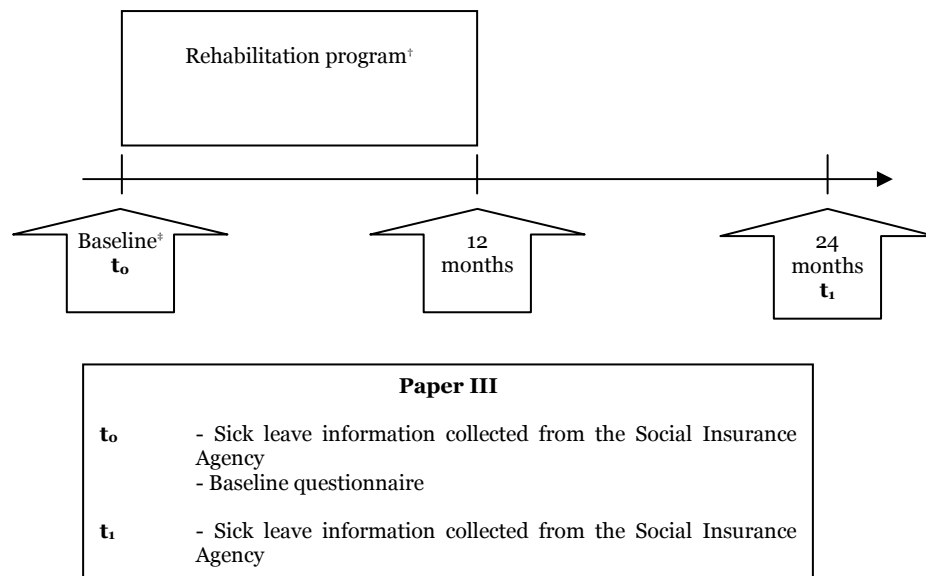 Rehabilitation program†
Baseline‡
t₀
12
months
24
months
t₁
Paper III
t₀ - Sick leave information collected from the Social Insurance
Agency
- Baseline questionnaire
t₁ - Sick leave information collected from the Social Insurance
Agency